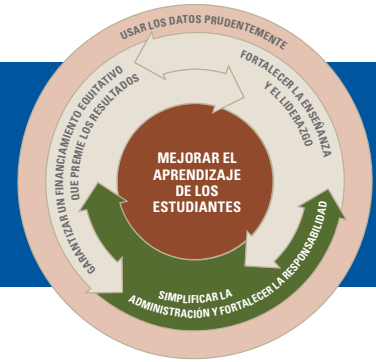 USAR LOS DATOS PRUDENTEMENTE
FORTALECER LA ENSEÑANZA
Y EL LIDERAZGO
GARANTIZAR UN FINANCIAMIENTO EQUITATIVO
QUE PREMIE LOS RESULTADOS
MEJORAR EL
APRENDIZAJE
DE LOS
ESTUDIANTES
SIMPLIFICAR LA
ADMINISTRACIÓN Y FORTALECER LA RESPONSABILIDAD